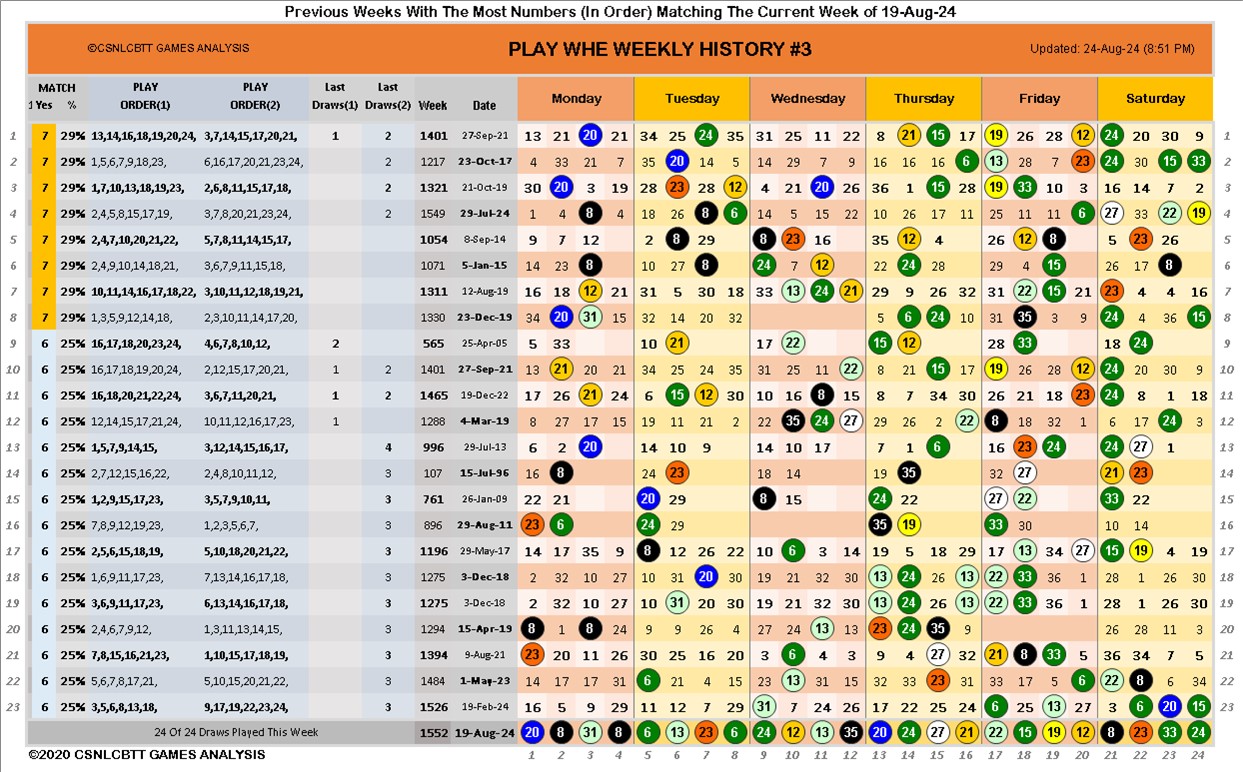 Previous Weeks With The Most Numbers (In Order) Matching The Current Week of 19-Aug-24
©CSNLCBTT GAMES ANALYSIS PLAY WHE WEEKLY HISTORY #3 Updated: 24-Aug-24 (8:51 PM)
MATCH PLAY PLAY Last Last
1 Yes % ORDER(1) ORDER(2) Draws(1) Draws(2) Week Date Monday Tuesday Wednesday Thursday Friday Saturday
1 7 29% 13,14,16,18,19,20,24, 3,7,14,15,17,20,21, 1 2 1401 27-Sep-21 13 21 20 21 34 25 24 35 31 25 11 22 8 21 15 17 19 26 28 12 24 20 30 9 1
2 7 29% 1,5,6,7,9,18,23, 6,16,17,20,21,23,24, 2 1217 23-Oct-17 4 33 21 7 35 20 14 5 14 29 7 9 16 16 16 6 13 28 7 23 24 30 15 33 2
3 7 29% 1,7,10,13,18,19,23, 2,6,8,11,15,17,18, 2 1321 21-Oct-19 30 20 3 19 28 23 28 12 4 21 20 26 36 1 15 28 19 33 10 3 16 14 7 2 3
4 7 29% 2,4,5,8,15,17,19, 3,7,8,20,21,23,24, 2 1549 29-Jul-24 1 4 8 4 18 26 8 6 14 5 15 22 10 26 17 11 25 11 11 6 27 33 22 19 4
5 7 29% 2,4,7,10,20,21,22, 5,7,8,11,14,15,17, 1054 8-Sep-14 9 7 12 2 8 29 8 23 16 35 12 4 26 12 8 5 23 26 5
6 7 29% 2,4,9,10,14,18,21, 3,6,7,9,11,15,18, 1071 5-Jan-15 14 23 8 10 27 8 24 7 12 22 24 28 29 4 15 26 17 8 6
7 7 29% 10,11,14,16,17,18,22, 3,10,11,12,18,19,21, 1311 12-Aug-19 16 18 12 21 31 5 30 18 33 13 24 21 29 9 26 32 31 22 15 21 23 4 4 16 7
8 7 29% 1,3,5,9,12,14,18, 2,3,10,11,14,17,20, 1330 23-Dec-19 34 20 31 15 32 14 20 32 5 6 24 10 31 35 3 9 24 4 36 15 8
9 6 25% 16,17,18,20,23,24, 4,6,7,8,10,12, 2 565 25-Apr-05 5 33 10 21 17 22 15 12 28 33 18 24 9
10 6 25% 16,17,18,19,20,24, 2,12,15,17,20,21, 1 2 1401 27-Sep-21 13 21 20 21 34 25 24 35 31 25 11 22 8 21 15 17 19 26 28 12 24 20 30 9 10
11 6 25% 16,18,20,21,22,24, 3,6,7,11,20,21, 1 2 1465 19-Dec-22 17 26 21 24 6 15 12 30 26 16 8 15 8 7 34 30 26 21 18 23 24 8 1 18 11
12 6 25% 12,14,15,17,21,24, 10,11,12,16,17,23, 1 1288 4-Mar-19 8 27 17 15 19 11 21 2 22 35 24 27 29 26 2 22 8 18 32 1 6 17 24 3 12
13 6 25% 1,5,7,9,14,15, 3,12,14,15,16,17, 4 996 29-Jul-13 6 2 20 14 10 9 14 10 17 7 1 6 16 23 24 24 27 1 13
14 6 25% 2,7,12,15,16,22, 2,4,8,10,11,12, 3 107 15-Jul-96 16 8 24 23 18 14 19 35 32 27 21 23 14
15 6 25% 1,2,9,15,17,23, 3,5,7,9,10,11, 3 761 26-Jan-09 22 21 20 29 8 15 24 22 27 22 33 22 15
16 6 25% 7,8,9,12,19,23, 1,2,3,5,6,7, 3 896 29-Aug-11 23 6 24 29 35 19 33 30 10 14 16
17 6 25% 2,5,6,15,18,19, 5,10,18,20,21,22, 3 1196 29-May-17 14 17 35 9 8 12 26 22 10 6 3 14 19 5 18 29 17 13 34 27 15 19 4 19 17
18 6 25% 1,6,9,11,17,23, 7,13,14,16,17,18, 3 1275 3-Dec-18 2 32 10 27 10 31 20 30 19 21 32 30 13 24 26 13 22 33 36 1 28 1 26 30 18
19 6 25% 3,6,9,11,17,23, 6,13,14,16,17,18, 3 1275 3-Dec-18 2 32 10 27 10 31 20 30 19 21 32 30 13 24 26 13 22 33 36 1 28 1 26 30 19
20 6 25% 2,4,6,7,9,12, 1,3,11,13,14,15, 3 1294 15-Apr-19 8 1 8 24 9 9 26 4 27 24 13 13 23 24 35 9 26 28 11 3 20
21 6 25% 7,8,15,16,21,23, 1,10,15,17,18,19, 3 1394 9-Aug-21 23 20 11 26 30 25 16 20 3 6 4 3 9 4 27 32 21 8 33 5 36 34 7 5 21
22 6 25% 5,6,7,8,17,21, 5,10,15,20,21,22, 3 1484 1-May-23 14 17 17 31 6 21 4 15 23 13 31 15 32 33 23 31 33 17 5 6 22 8 6 34 22
23 6 25% 3,5,6,8,13,18, 9,17,19,22,23,24, 3 1526 19-Feb-24 16 5 9 29 11 12 7 29 31 7 24 26 17 22 25 24 6 25 13 27 3 6 20 15 23
24 Of 24 Draws Played This Week 1552 19-Aug-24 20 8 31 8 6 13 23 6 24 12 13 35 20 24 27 21 22 15 19 12 8 23 33 24
©2020 CSNLCBTT GAMES ANALYSIS 1 2 3 4 5 6 7 8 9 10 11 12 13 14 15 16 17 18 19 20 21 22 23 24